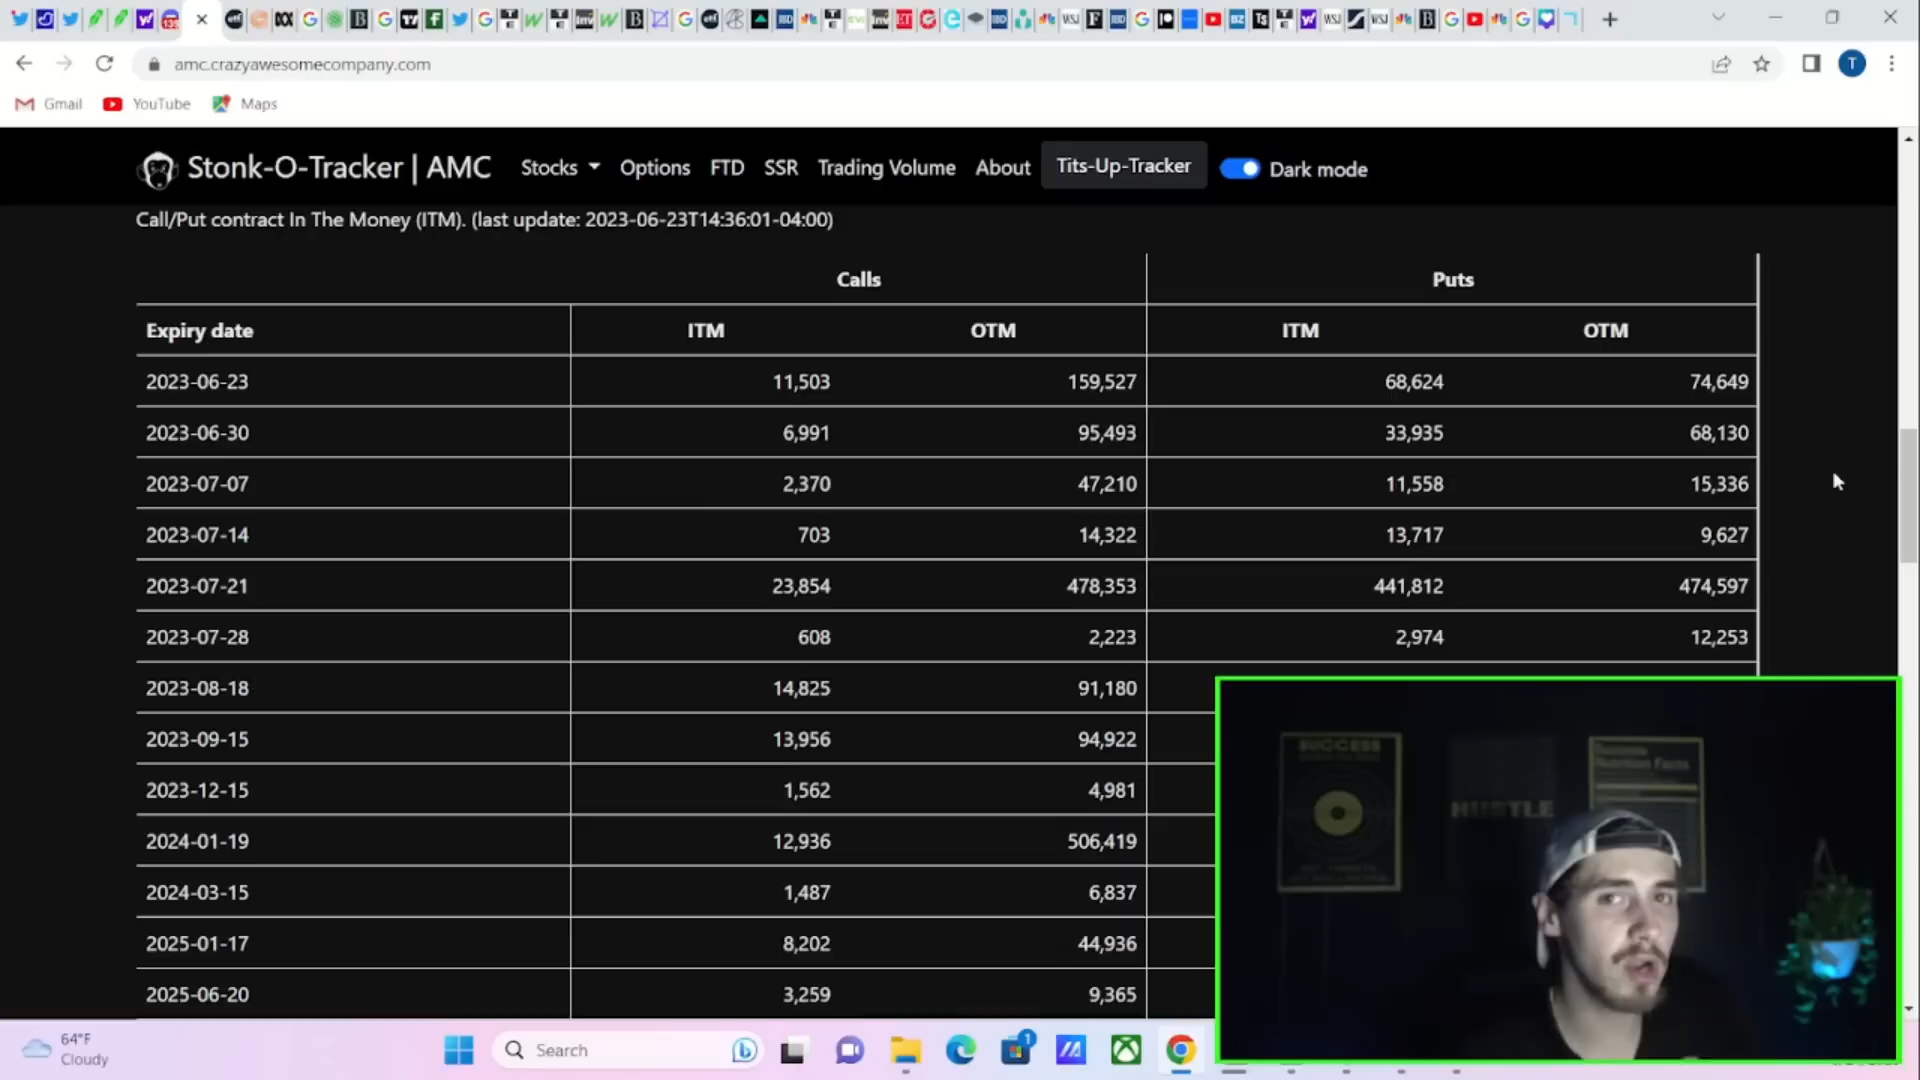 amc.crazyawesomecompany.com
Gmail YouTube Maps
Stonk-O-Tracker | AMC Stocks Options FTD SSR Trading Volume About Tits-Up-Tracker Dark mode
Call/Put contract In The Money (ITM). (last update: 2023-06-23T14:36:01-04:00)
Calls Puts
Expiry date ITM OTM ITM OTM
2023-06-23 11,503 159,527 68,624 74,649
2023-06-30 6,991 95,493 33,935 68,130
2023-07-07 2,370 47,210 11,558 15,336
2023-07-14 703 14,322 13,717 9,627
2023-07-21 23,854 478,353 441,812 474,597
2023-07-28 608 2,223 2,974 12,253
2023-08-18 14,825 91,180
2023-09-15 13,956 94,922
2023-12-15 1,562 4,981
2024-01-19 12,936 506,419
2024-03-15 1,487 6,837
2025-01-17 8,202 44,936
2025-06-20 3,259 9,365
SUCCESS
HUSTLE
Nutrition Facts
64°F
Cloudy
Search
1
T